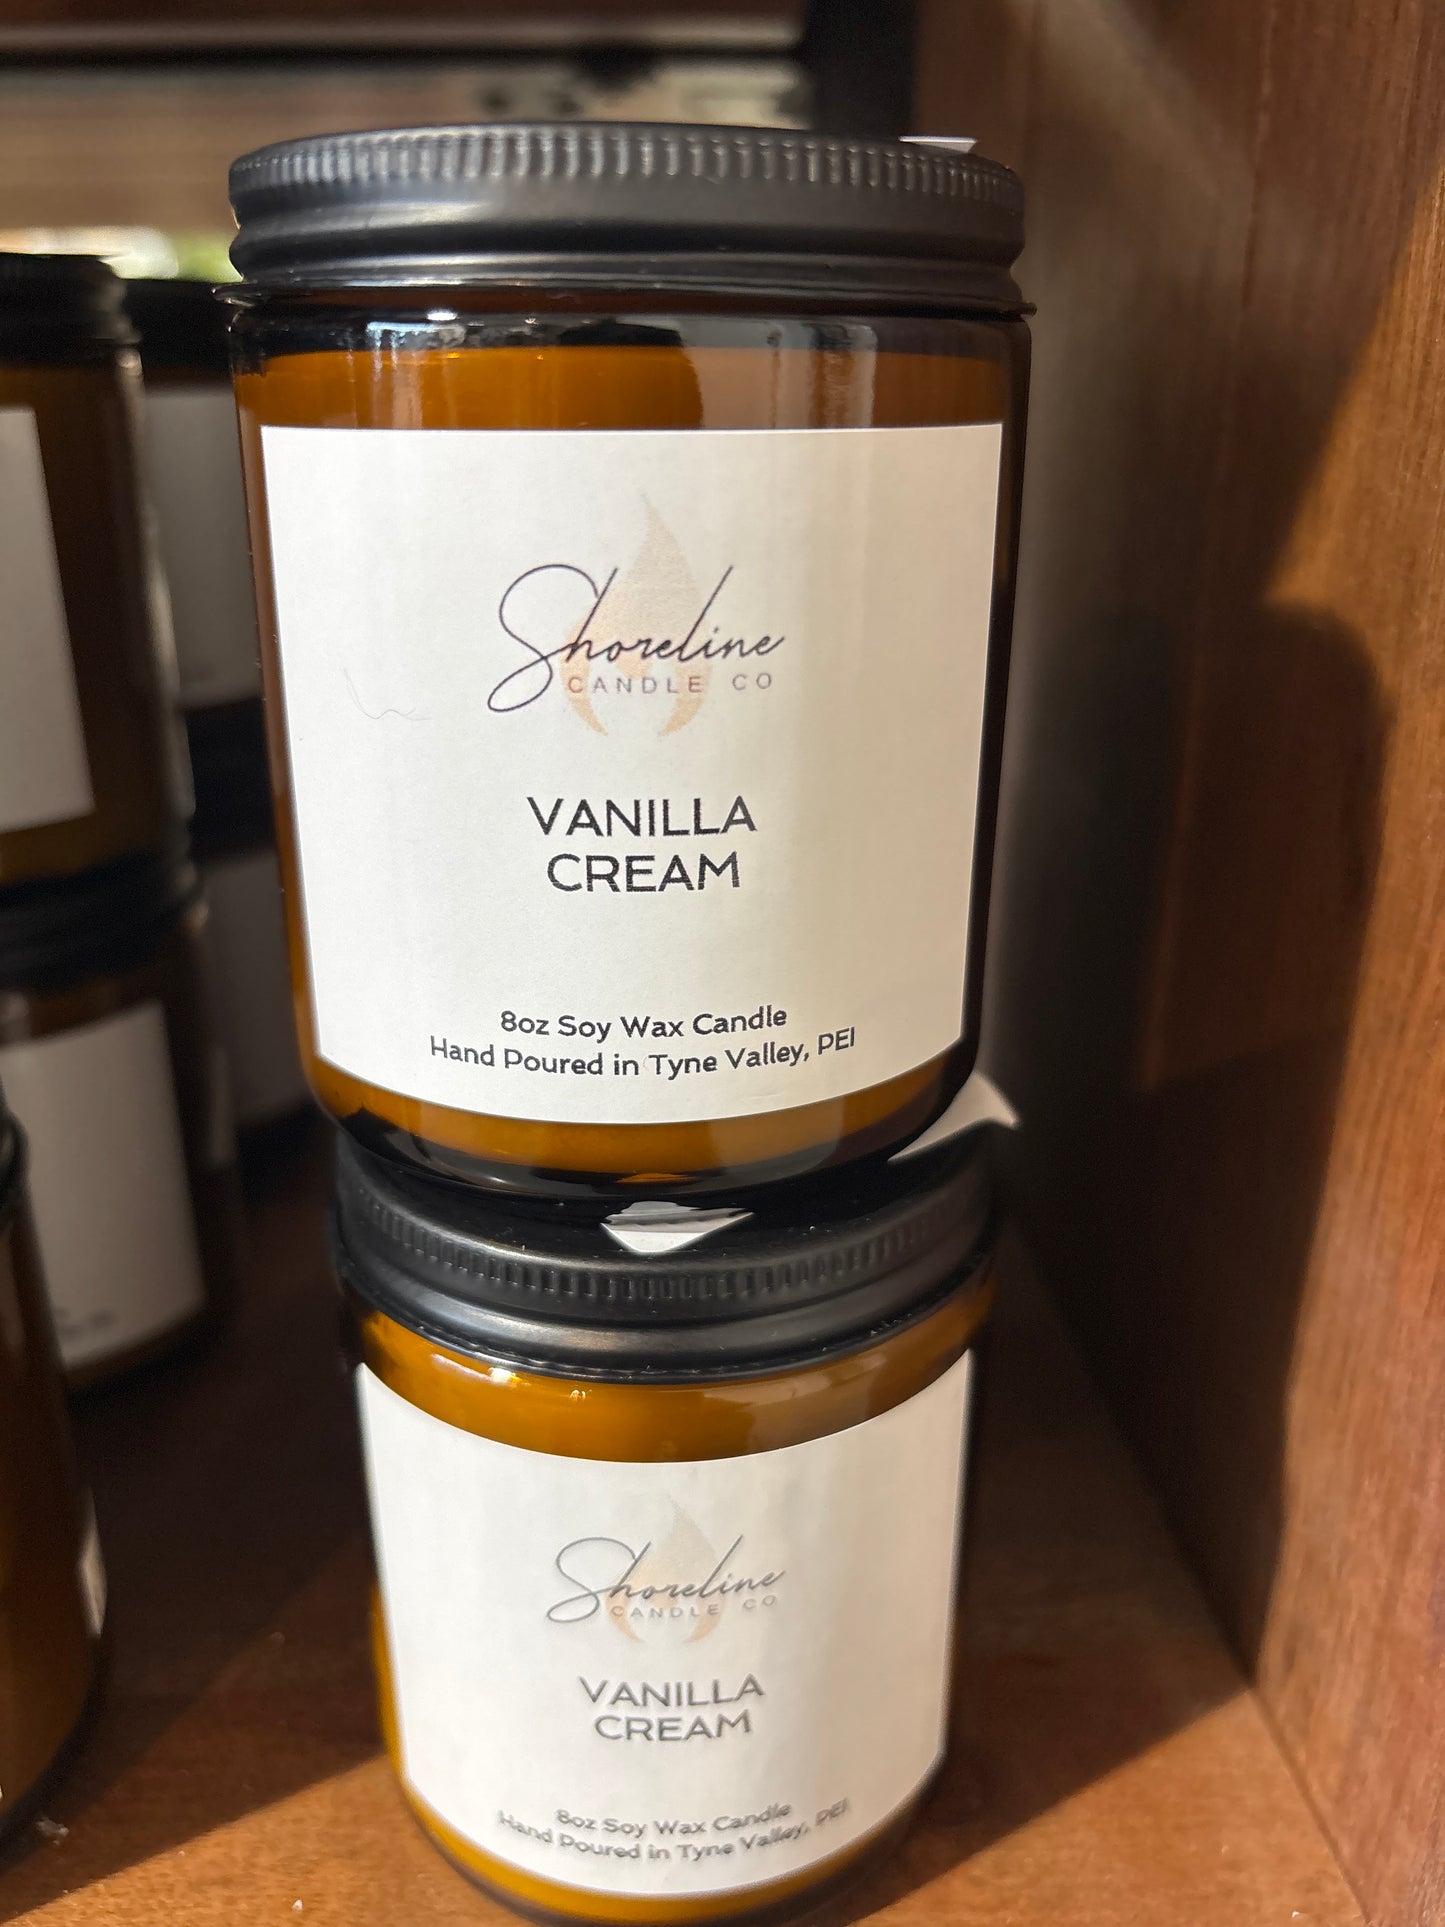 Shoreline
CANDLE CO
VANILLA
CREAM
8oz Soy Wax Candle
Hand Poured in Tyne Valley, PEI
Shoreline
CANDLE CO
VANILLA
CREAM
8oz Soy Wax Candle
Hand Poured in Tyne Valley, PEI